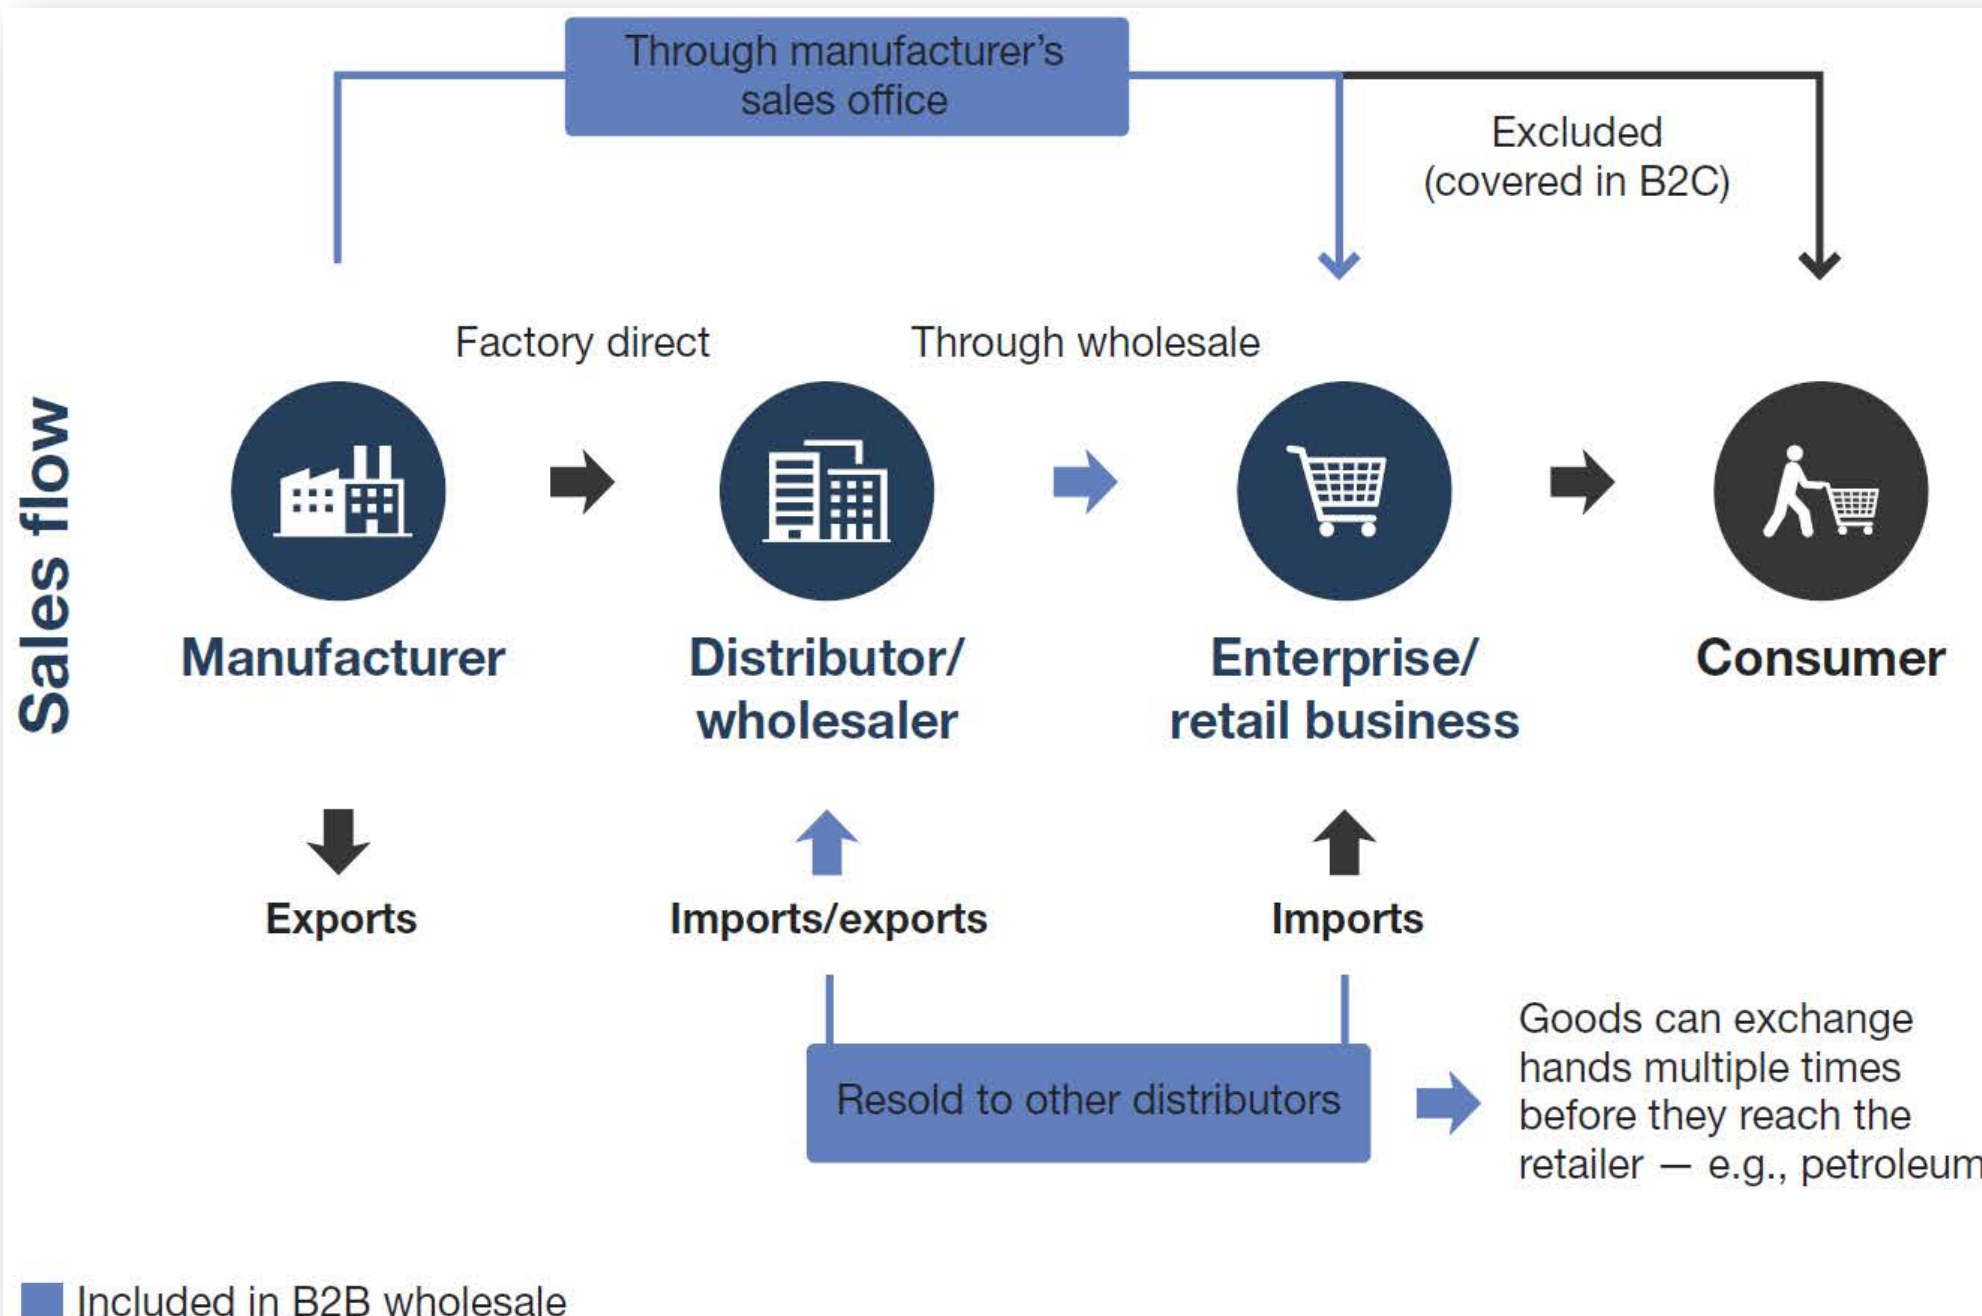 Through manufacturer's
sales office
Excluded
(covered in B2C)
Factory direct
Through wholesale
Sales flow
Manufacturer
Distributor/
wholesaler
Enterprise/
retail business
Consumer
Exports
Imports/exports
Imports
Resold to other distributors
Goods can exchange
hands multiple times
before they reach the
retailer — e.g., petroleum
Included in B2B wholesale